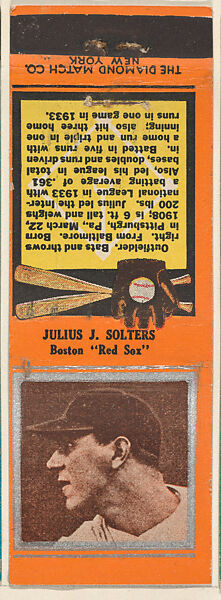 THE DIAMOND MATCH CO.
NEW YORK
Outfielder. Bats and throws
right. From Baltimore. Born
in Pittsburgh, Pa., March 22,
1908; is 6 ft. tall and weighs
200 lbs. Julius led the Inter-
national League in 1933 with
a batting average of .361.
Also, led his league in total
bases, doubles and runs driven
in. Batted in five runs with
a home run and triple in one
inning; also hit three home
runs in 1933.
JULIUS J. SOLTERS
Boston "Red Sox"